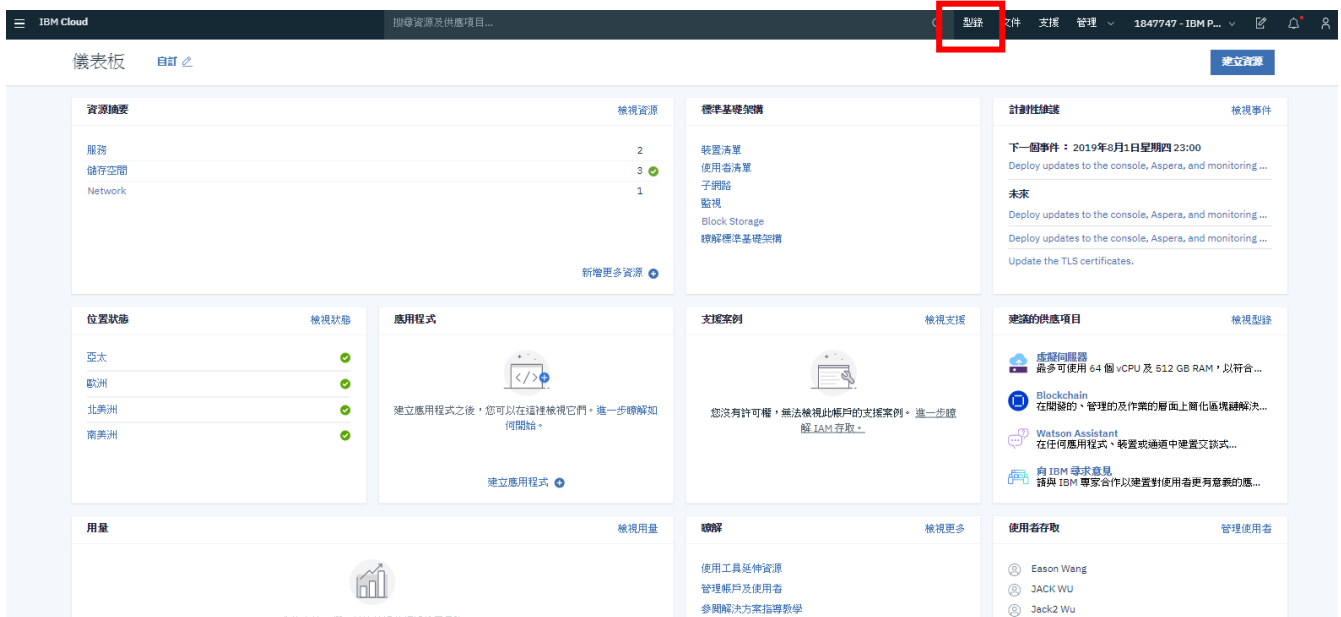 IBM Cloud
搜尋資源及供應項目...
型錄
文件
支援
管理
1847747 - IBM P...
儀表板
自訂
建立資源
資源摘要
檢視資源
服務 2
儲存空間 3
Network 1
新增更多資源
標準基礎架構
裝置清單
使用者清單
子網路
監視
Block Storage
瞭解標準基礎架構
計劃性維護
檢視事件
下一個事件：2019年8月1日星期四 23:00
Deploy updates to the console, Aspera, and monitoring ...
未來
Deploy updates to the console, Aspera, and monitoring ...
Deploy updates to the console, Aspera, and monitoring ...
Update the TLS certificates.
位置狀態
檢視狀態
亞太
歐洲
北美洲
南美洲
應用程式
建立應用程式之後，您可以在這裡檢視它們。進一步瞭解如
何開始。
建立應用程式
支援案例
檢視支援
您沒有許可權，無法檢視此帳戶的支援案例。進一步瞭
解 IAM 存取。
建議的供應項目
檢視型錄
虛擬伺服器
最多可使用 64 個 vCPU 及 512 GB RAM，以符合...
Blockchain
在開發的、管理的及作業的層面上簡化區塊鏈解決...
Watson Assistant
在任何應用程式、裝置或通道中建置交談式...
向 IBM 尋求意見
請與 IBM 專家合作以建置對使用者更有意義的應...
用量
檢視用量
瞭解
檢視更多
使用工具延伸資源
管理帳戶及使用者
參閱解決方案指導教學
使用者存取
管理使用者
Eason Wang
JACK WU
Jack2 Wu